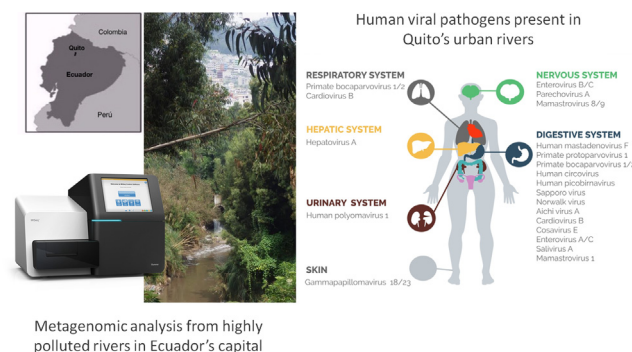 Colombia
Quito
Ecuador
Perú
Human viral pathogens present in
Quito's urban rivers
RESPIRATORY SYSTEM
Primate bocaparvovirus 1/2
Cardiovirus B
HEPATIC SYSTEM
Hepatovirus A
URINARY SYSTEM
Human polyomavirus 1
SKIN
Gammapapillomavirus 18/23
NERVOUS SYSTEM
Enterovirus B/C
Parechovirus A
Mamastrovirus 8/9
DIGESTIVE SYSTEM
Human mastadenovirus F
Primate protoparvovirus 1
Primate bocaparvovirus 1/
Human circovirus
Human picobirnavirus
Sapporo virus
Norwalk virus
Aichi virus A
Cardiovirus B
Cosavirus E
Enterovirus A/C
Salivirus A
Mamastrovirus 1
Metagenomic analysis from highly
polluted rivers in Ecuador's capital